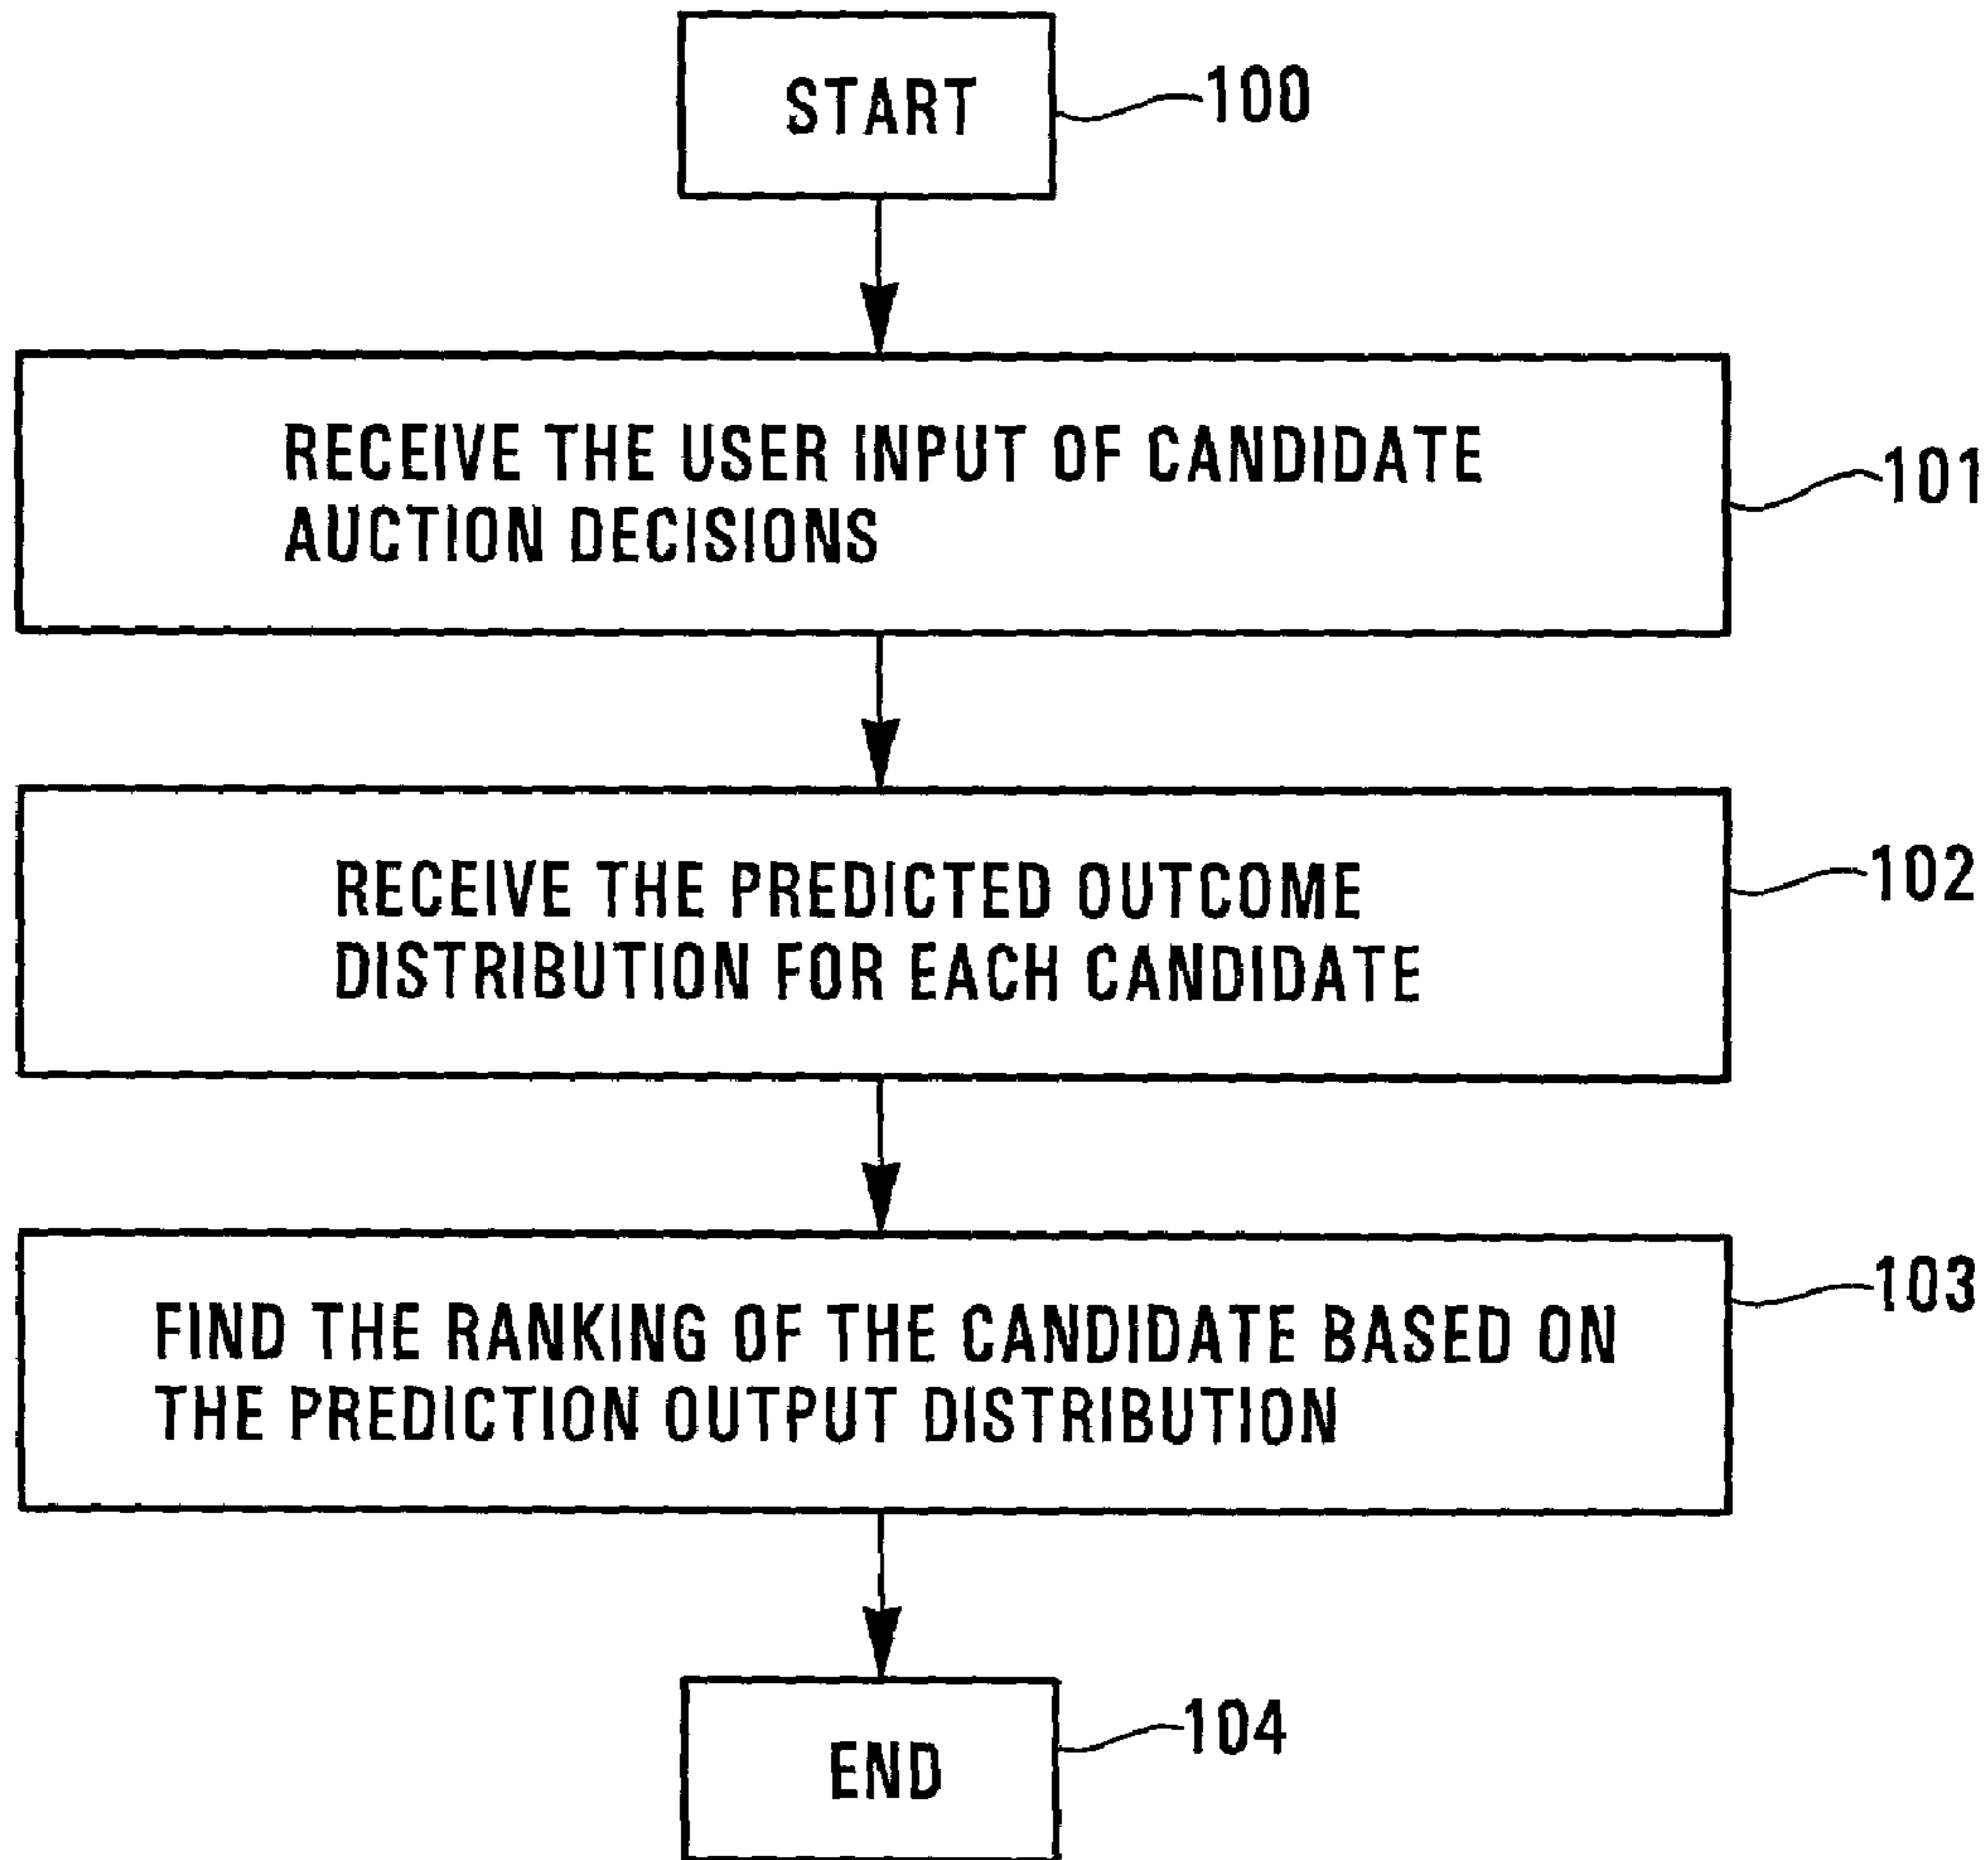 START
100
RECEIVE THE USER INPUT OF CANDIDATE
AUCTION DECISIONS
101
RECEIVE THE PREDICTED OUTCOME
DISTRIBUTION FOR EACH CANDIDATE
102
FIND THE RANKING OF THE CANDIDATE BASED ON
THE PREDICTION OUTPUT DISTRIBUTION
103
END
104